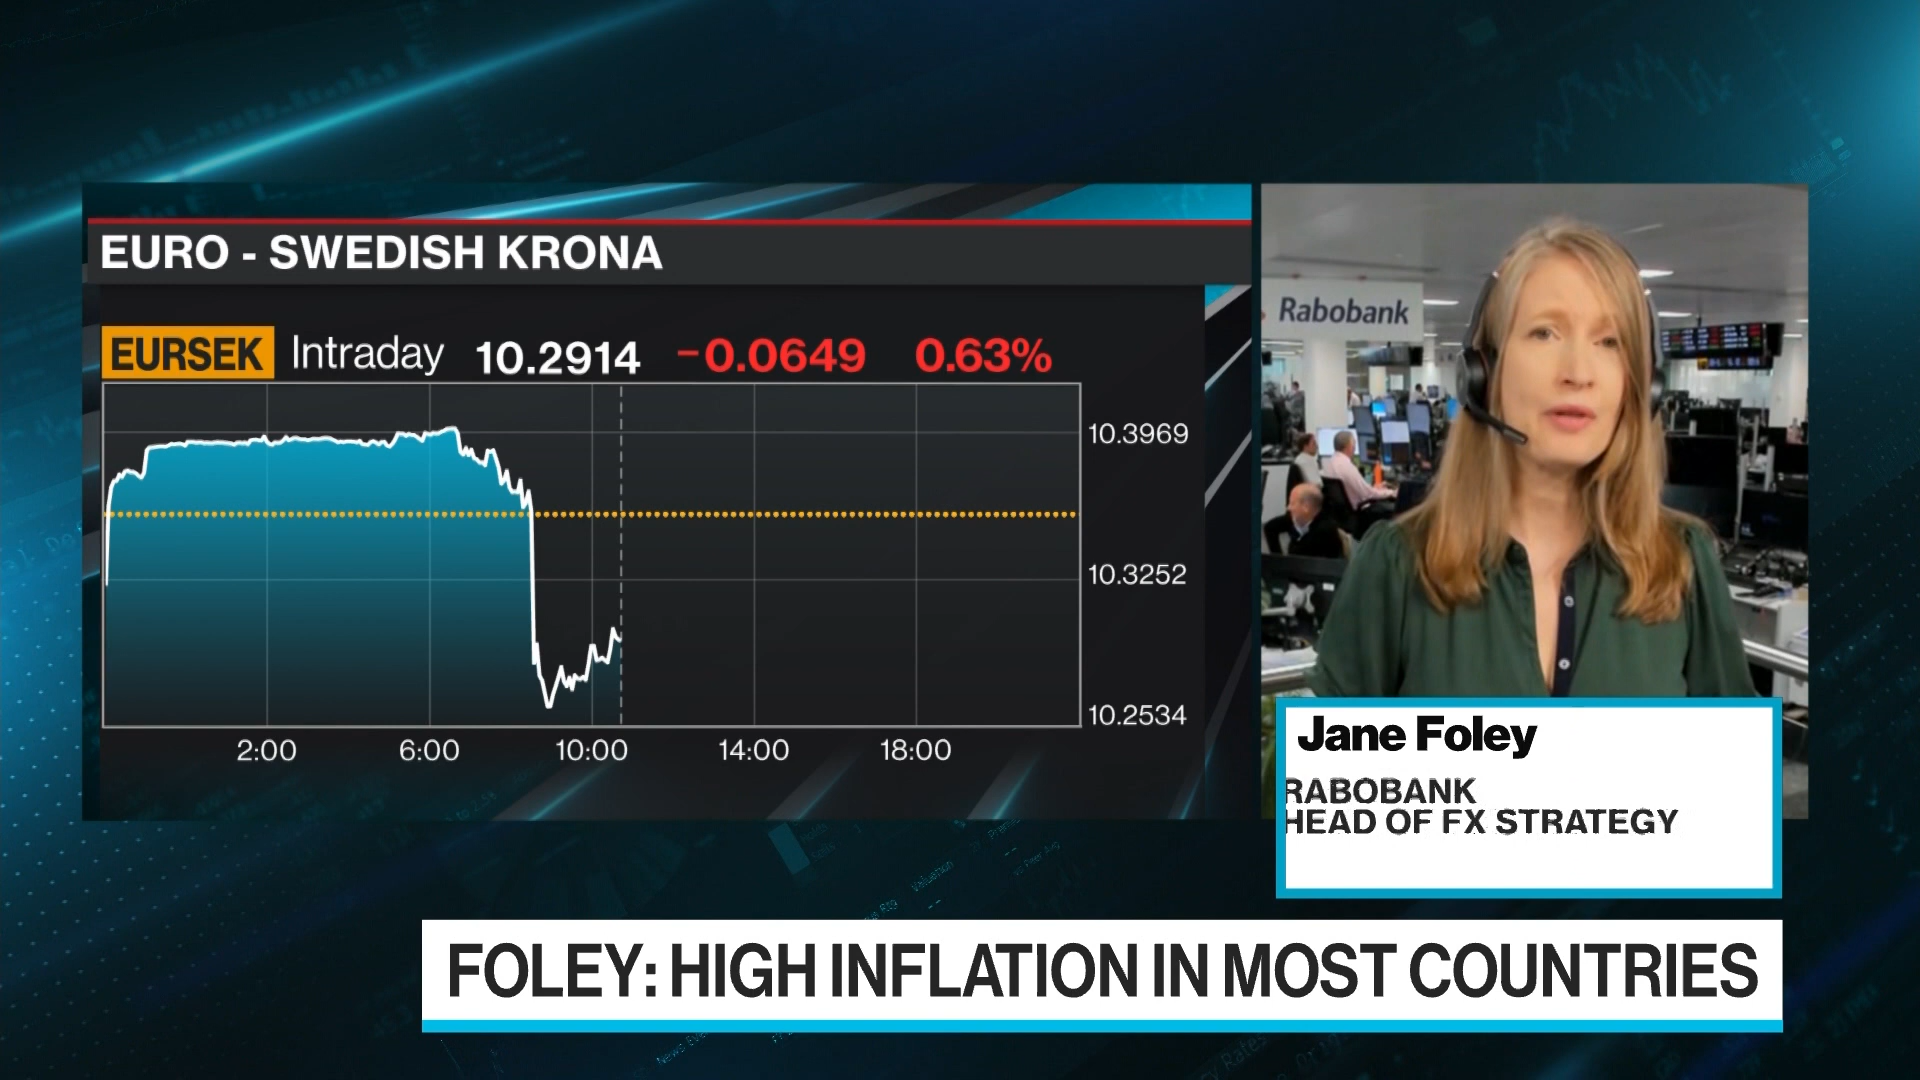 EURO - SWEDISH KRONA
EURSEK Intraday 10.2914 -0.0649 0.63%
10.3969
10.3252
10.2534
2:00 6:00 10:00 14:00 18:00
Rabobank
Jane Foley
RABOBANK
HEAD OF FX STRATEGY
FOLEY: HIGH INFLATION IN MOST COUNTRIES